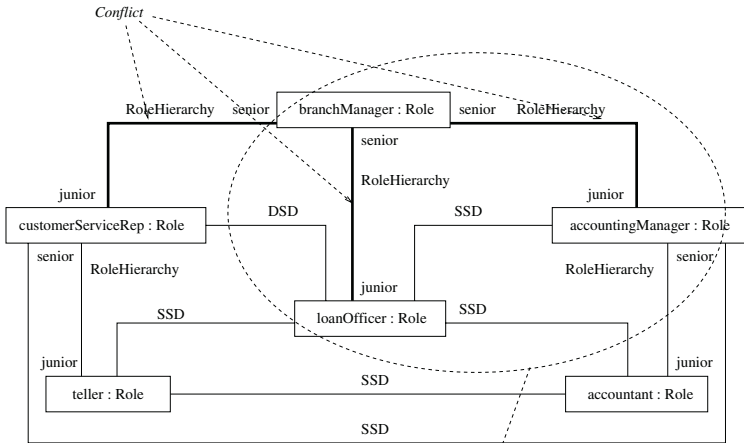 Conflict
RoleHierarchy
senior
branchManager : Role
senior
RoleHierarchy
senior
RoleHierarchy
junior
junior
customerServiceRep : Role
DSD
SSD
accountingManager : Role
senior
RoleHierarchy
RoleHierarchy
senior
junior
SSD
loanOfficer : Role
SSD
junior
junior
teller : Role
SSD
accountant : Role
SSD